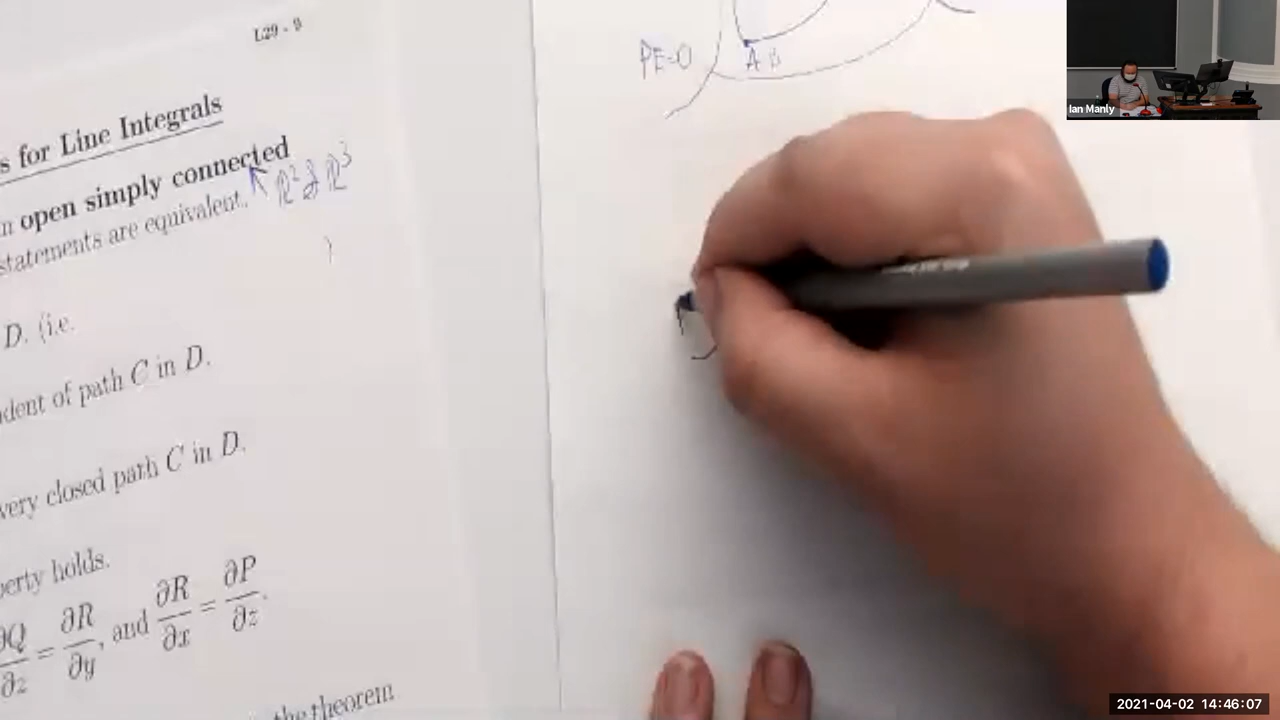 L29 - 9
s for Line Integrals
n open simply connected
ℝ² & ℝ³
statements are equivalent.
D. (i.e.
dent of path C in D.
very closed path C in D.
perty holds.
∂Q/∂z = ∂R/∂y, and ∂R/∂x = ∂P/∂z.
the theorem
PE=0
A B
Ian Manly
2021-04-02 14:46:07